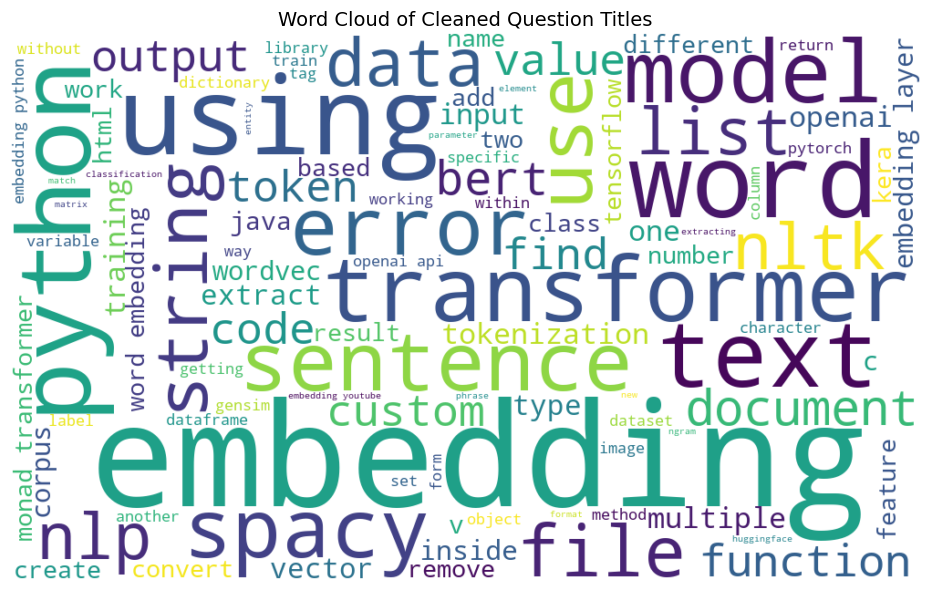 Word Cloud of Cleaned Question Titles
without
output
library
train
tag
data
name
value
different
return
model
embedding layer
embedding python
python
work
dictionary
using
entity
add
input
element
use
tensorflow
list
openai
html
parameter
two
specific
word
pytorch
column
kera
match
classification
matrix
string
token
based
bert
working
within
training
variable
word embedding
java
error
class
one
extracting
nltk
way
openai api
find
number
wordvec
extract
transformer
monad transformer
code
result
tokenization
character
sentence
text
c
getting
label
gensim
dataframe
embedding youtube
custom
phrase
type
new
dataset
ngram
document
corpus
embedding
set
form
image
feature
nlp
another
spacy
v
object
format
method
multiple
inside
file
huggingface
function
create
convert
vector
remove